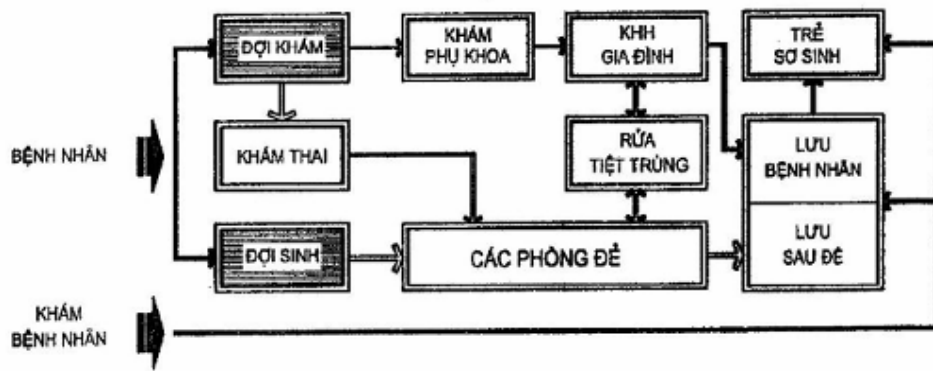 ĐỢI KHÁM
KHÁM
PHỤ KHOA
KHH
GIA ĐÌNH
TRẺ
SƠ SINH
BỆNH NHÂN
KHÁM THAI
RỬA
TIỆT TRÙNG
LƯU
BỆNH NHÂN
ĐỢI SINH
CÁC PHÒNG ĐẺ
LƯU
SAU ĐẺ
KHÁM
BỆNH NHÂN